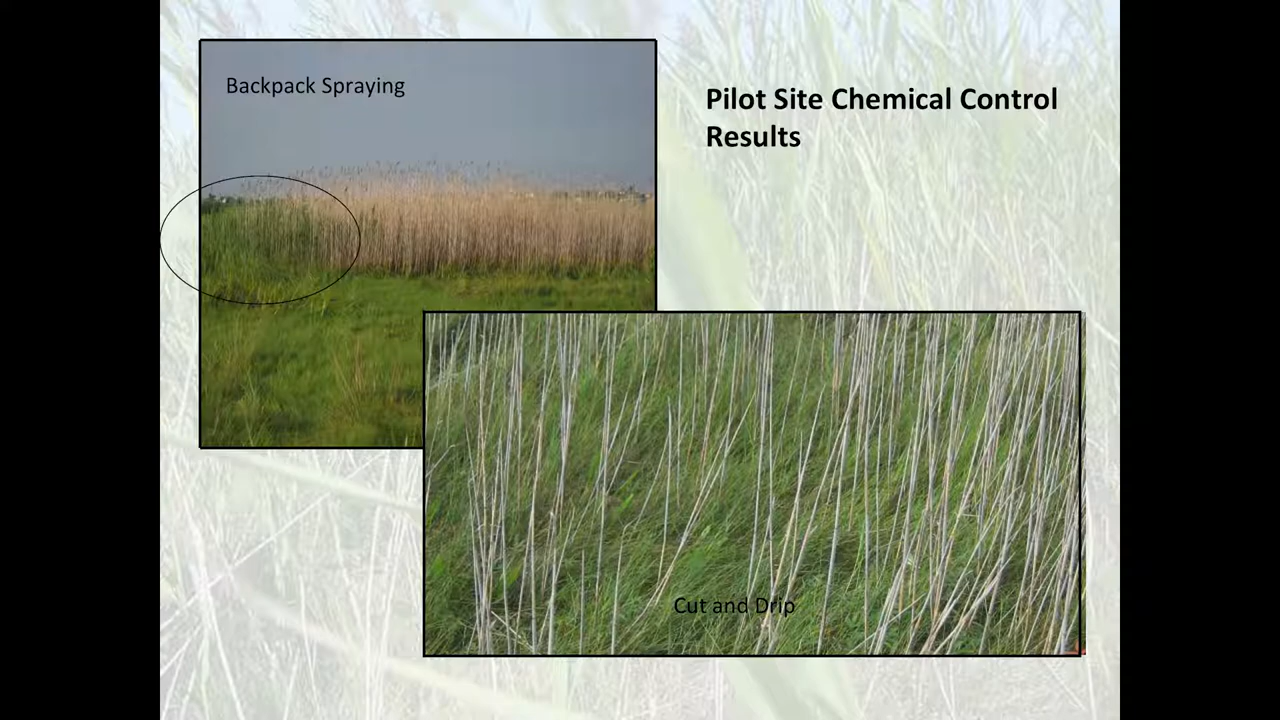 Backpack Spraying
Pilot Site Chemical Control
Results
Cut and Drip